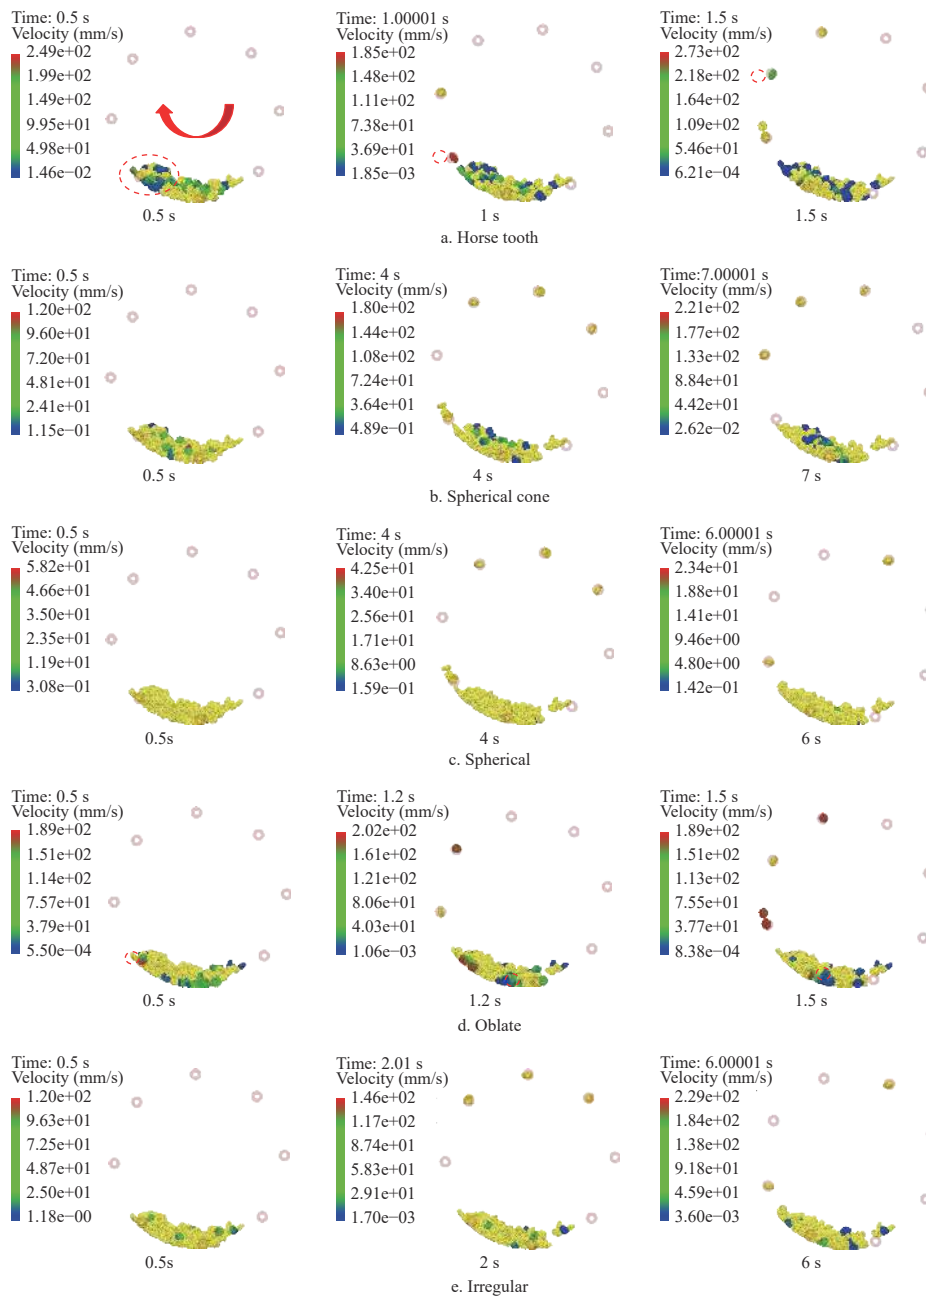 Time: 0.5 s
Velocity (mm/s)
2.49e+02
1.99e+02
1.49e+02
9.95e+01
4.98e+01
1.46e−02
0.5 s
Time: 1.00001 s
Velocity (mm/s)
1.85e+02
1.48e+02
1.11e+02
7.38e+01
3.69e+01
1.85e−03
1 s
Time: 1.5 s
Velocity (mm/s)
2.73e+02
2.18e+02
1.64e+02
1.09e+02
5.46e+01
6.21e−04
1.5 s
a. Horse tooth
Time: 0.5 s
Velocity (mm/s)
1.20e+02
9.60e+01
7.20e+01
4.81e+01
2.41e+01
1.15e−01
0.5 s
Time: 4 s
Velocity (mm/s)
1.80e+02
1.44e+02
1.08e+02
7.24e+01
3.64e+01
4.89e−01
4 s
Time:7.00001 s
Velocity (mm/s)
2.21e+02
1.77e+02
1.33e+02
8.84e+01
4.42e+01
2.62e−02
7 s
b. Spherical cone
Time: 0.5 s
Velocity (mm/s)
5.82e+01
4.66e+01
3.50e+01
2.35e+01
1.19e+01
3.08e−01
0.5s
Time: 4 s
Velocity (mm/s)
4.25e+01
3.40e+01
2.56e+01
1.71e+01
8.63e+00
1.59e−01
4 s
Time: 6.00001 s
Velocity (mm/s)
2.34e+01
1.88e+01
1.41e+01
9.46e+00
4.80e+00
1.42e−01
6 s
c. Spherical
Time: 0.5 s
Velocity (mm/s)
1.89e+02
1.51e+02
1.14e+02
7.57e+01
3.79e+01
5.50e−04
0.5 s
Time: 1.2 s
Velocity (mm/s)
2.02e+02
1.61e+02
1.21e+02
8.06e+01
4.03e+01
1.06e−03
1.2 s
Time: 1.5 s
Velocity (mm/s)
1.89e+02
1.51e+02
1.13e+02
7.55e+01
3.77e+01
8.38e−04
1.5 s
d. Oblate
Time: 0.5 s
Velocity (mm/s)
1.20e+02
9.63e+01
7.25e+01
4.87e+01
2.50e+01
1.18e−00
0.5s
Time: 2.01 s
Velocity (mm/s)
1.46e+02
1.17e+02
8.74e+01
5.83e+01
2.91e+01
1.70e−03
2 s
Time: 6.00001 s
Velocity (mm/s)
2.29e+02
1.84e+02
1.38e+02
9.18e+01
4.59e+01
3.60e−03
6 s
e. Irregular